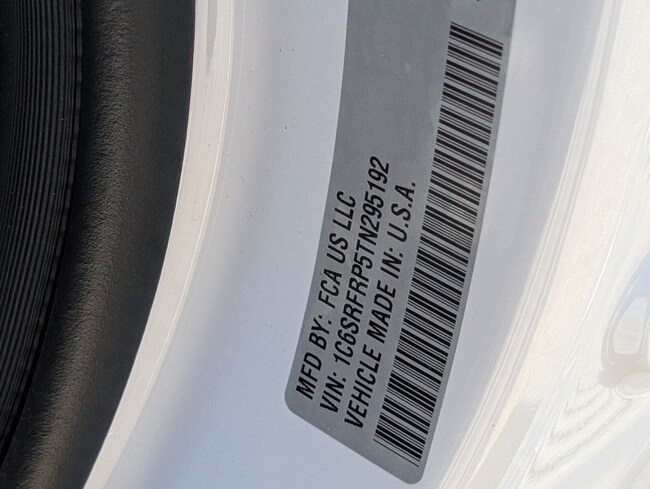 MFD BY: FCA US LLC
VIN: 1C6SRFRP5TN295192
VEHICLE MADE IN: U.S.A.